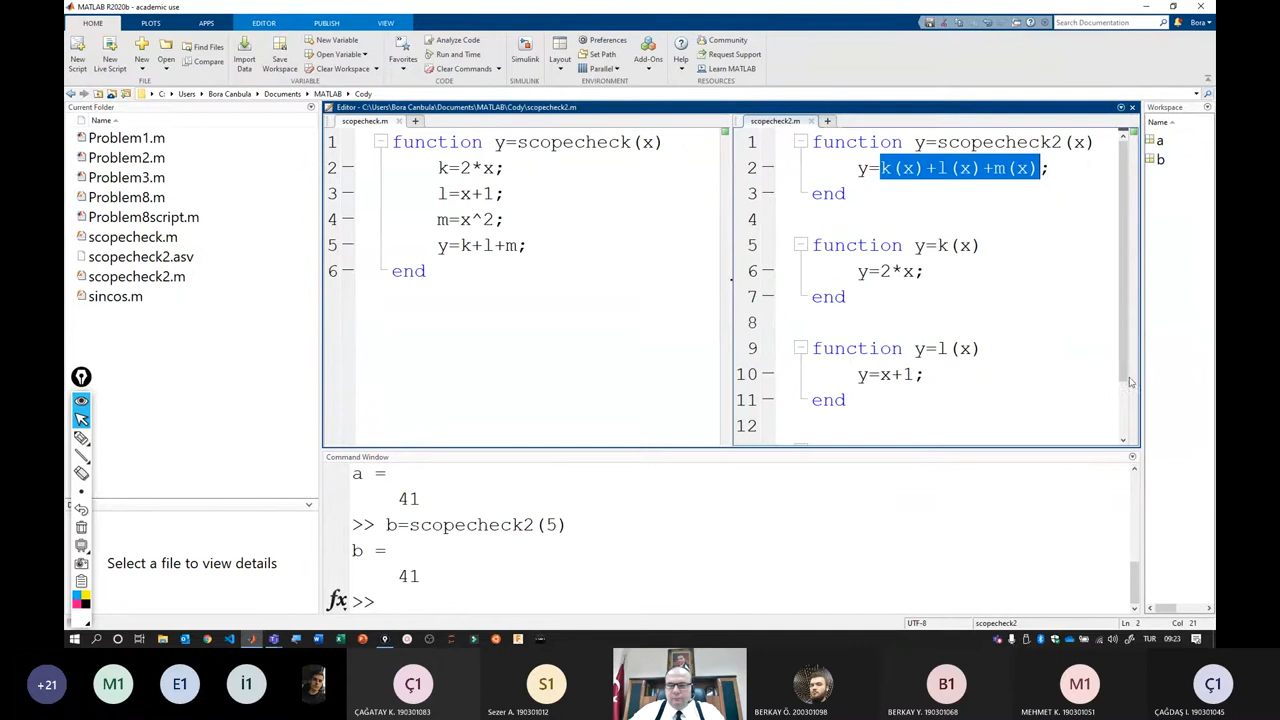 MATLAB R2020b - academic use
HOME PLOTS APPS EDITOR PUBLISH VIEW
Search Documentation
Bora
New Script
New Live Script
New
Open
Find Files
Compare
Import Data
Save Workspace
New Variable
Open Variable
Clear Workspace
Favorites
Analyze Code
Run and Time
Clear Commands
Simulink
Layout
Preferences
Set Path
Parallel
Add-Ons
Help
Community
Request Support
Learn MATLAB
FILE VARIABLE CODE SIMULINK ENVIRONMENT RESOURCES
C: Users Bora Canbula Documents MATLAB Cody
Current Folder
Name
Problem1.m
Problem2.m
Problem3.m
Problem8.m
Problem8script.m
scopecheck.m
scopecheck2.asv
scopecheck2.m
sincos.m
Select a file to view details
Editor - C:\Users\Bora Canbula\Documents\MATLAB\Cody\scopecheck2.m
scopecheck.m
1 function y=scopecheck(x)
2 k=2*x;
3 l=x+1;
4 m=x^2;
5 y=k+l+m;
6 end
scopecheck2.m
1 function y=scopecheck2(x)
2 y=k(x)+l(x)+m(x);
3 end
4
5 function y=k(x)
6 y=2*x;
7 end
8
9 function y=l(x)
10 y=x+1;
11 end
12
Workspace
Name
a
b
Command Window
a =
41
>> b=scopecheck2(5)
b =
41
fx >>
UTF-8 scopecheck2 Ln 2 Col 21
TUR 09:23
+21 M1 E1 İ1 Ç1 S1 B1 M1 Ç1
ÇAĞATAY K. 190301083
Sezer A. 190301012
BERKAY Ö. 200301098
BERKAY Y. 190301068
MEHMET K. 190301051
ÇAĞDAŞ I. 190301045